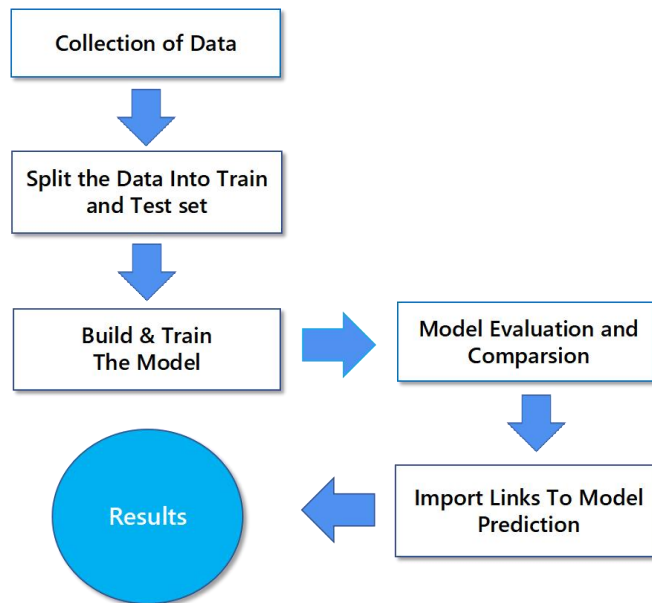 Collection of Data
Split the Data Into Train
and Test set
Build & Train
The Model
Model Evaluation and
Comparsion
Import Links To Model
Prediction
Results